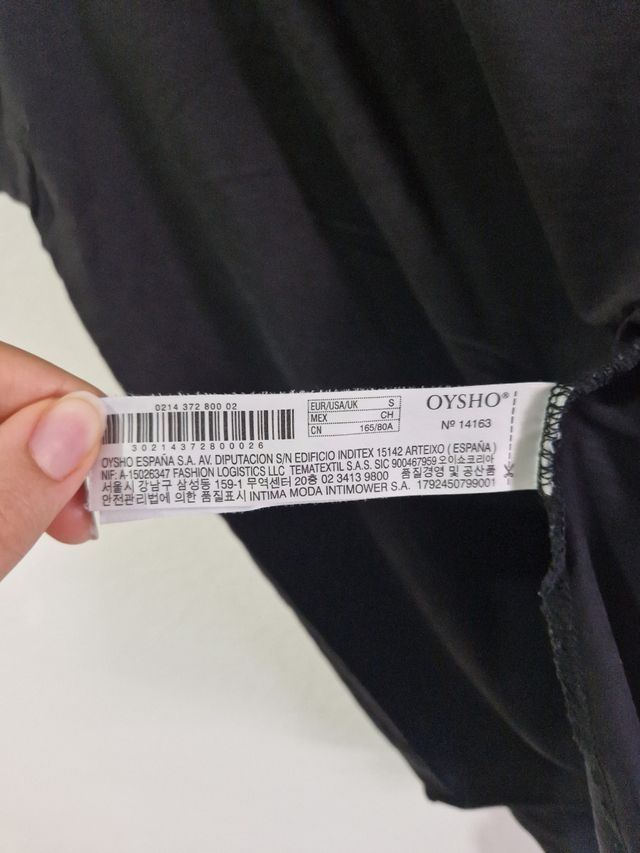 0214 372 800 02
30214372800026
EUR/USA/UK S
MEX CH
CN 165/80A
OYSHO®
Nº 14163
OYSHO ESPAÑA S.A. AV. DIPUTACION S/N EDIFICIO INDITEX 15142 ARTEIXO ( ESPAÑA )
NIF: A-15026347 FASHION LOGISTICS LLC TEMATEXTIL S.A.S. SIC 900467959 오이소코리아
서울시 강남구 삼성동 159-1 무역센터 20층 02 3413 9800 품질경영 및 공산품
안전관리법에 의한 품질표시 INTIMA MODA INTIMOWER S.A. 1792450799001